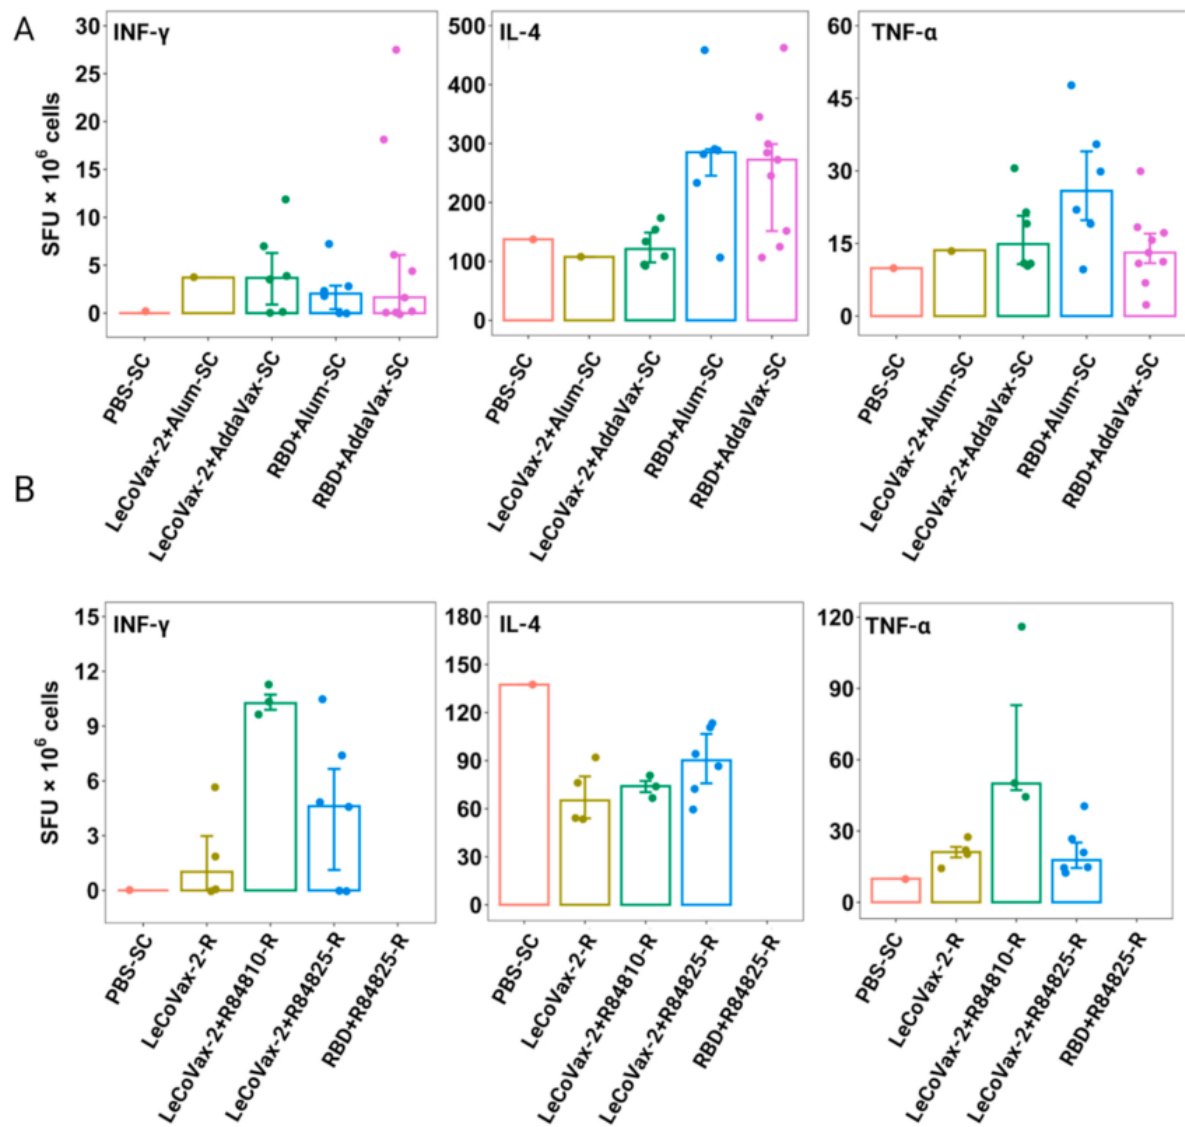 A
INF-γ
IL-4
TNF-α
SFU × 10⁶ cells
30
25
20
15
10
5
0
500
400
300
200
100
0
60
45
30
15
0
PBS-SC
LeCoVax-2+Alum-SC
LeCoVax-2+AddaVax-SC
RBD+Alum-SC
RBD+AddaVax-SC
PBS-SC
LeCoVax-2+Alum-SC
LeCoVax-2+AddaVax-SC
RBD+Alum-SC
RBD+AddaVax-SC
PBS-SC
LeCoVax-2+Alum-SC
LeCoVax-2+AddaVax-SC
RBD+Alum-SC
RBD+AddaVax-SC
B
INF-γ
IL-4
TNF-α
SFU × 10⁶ cells
15
12
9
6
3
0
180
150
120
90
60
30
0
120
90
60
30
0
PBS-SC
LeCoVax-2-R
LeCoVax-2+R84810-R
LeCoVax-2+R84825-R
RBD+R84825-R
PBS-SC
LeCoVax-2-R
LeCoVax-2+R84810-R
LeCoVax-2+R84825-R
RBD+R84825-R
PBS-SC
LeCoVax-2-R
LeCoVax-2+R84810-R
LeCoVax-2+R84825-R
RBD+R84825-R